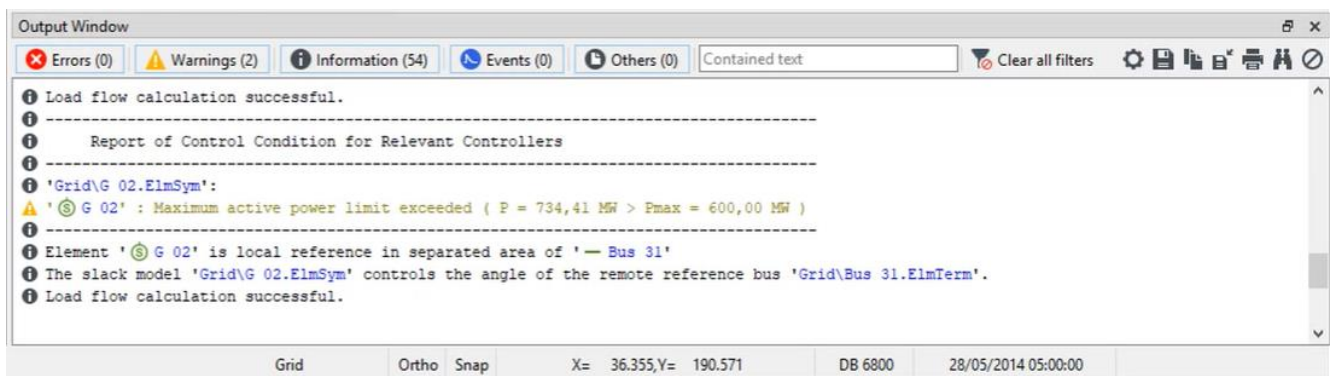 Output Window
Errors (0) Warnings (2) Information (54) Events (0) Others (0) Contained text Clear all filters
Load flow calculation successful.
--------------------------------------------------------------------------------
Report of Control Condition for Relevant Controllers
--------------------------------------------------------------------------------
'Grid\G 02.ElmSym':
'G 02' : Maximum active power limit exceeded ( P = 734,41 MW > Pmax = 600,00 MW )
--------------------------------------------------------------------------------
Element 'G 02' is local reference in separated area of 'Bus 31'
The slack model 'Grid\G 02.ElmSym' controls the angle of the remote reference bus 'Grid\Bus 31.ElmTerm'.
Load flow calculation successful.
Grid Ortho Snap X= 36.355,Y= 190.571 DB 6800 28/05/2014 05:00:00